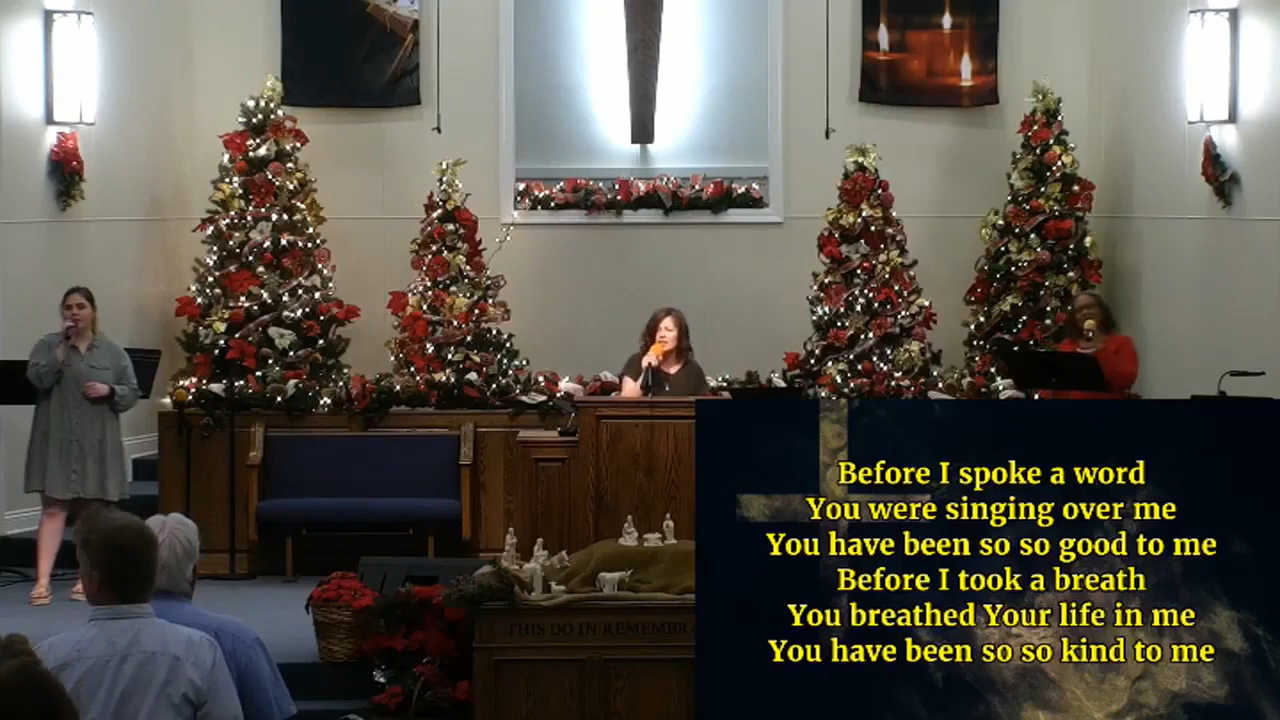 Before I spoke a word
You were singing over me
You have been so so good to me
Before I took a breath
You breathed Your life in me
You have been so so kind to me
THIS DO IN REMEMBRA